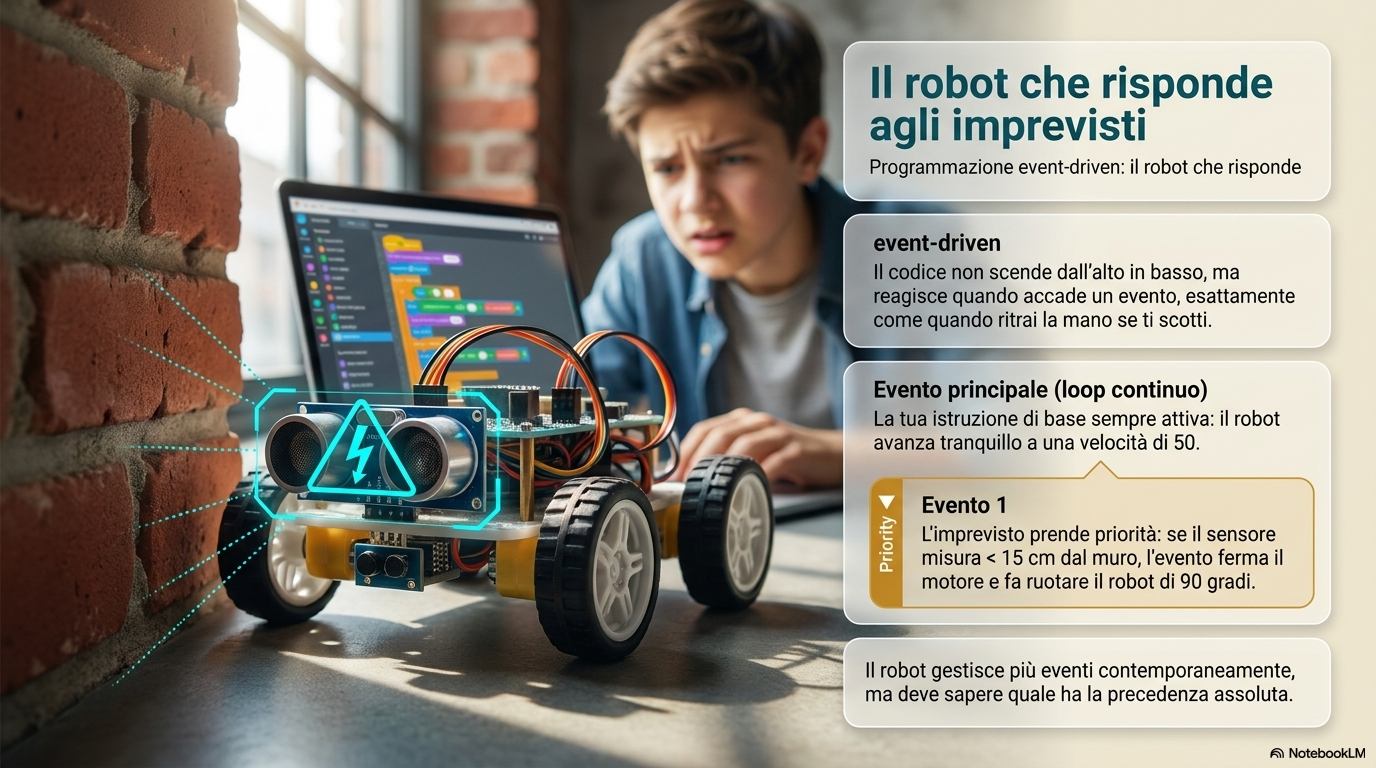 Il robot che risponde
agli imprevisti
Programmazione event-driven: il robot che risponde
event-driven
Il codice non scende dall'alto in basso, ma
reagisce quando accade un evento, esattamente
come quando ritrai la mano se ti scotti.
Evento principale (loop continuo)
La tua istruzione di base sempre attiva: il robot
avanza tranquillo a una velocità di 50.
Priority
Evento 1
L'imprevisto prende priorità: se il sensore
misura < 15 cm dal muro, l'evento ferma il
motore e fa ruotare il robot di 90 gradi.
Il robot gestisce più eventi contemporaneamente,
ma deve sapere quale ha la precedenza assoluta.
NotebookLM